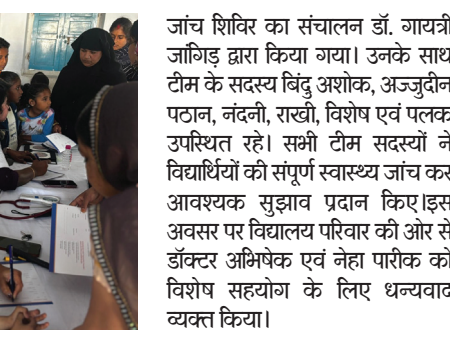 जांच शिविर का संचालन डॉ. गायत्री
जांगिड़ द्वारा किया गया। उनके साथ
टीम के सदस्य बिंदु अशोक, अज्जुदीन
पठान, नंदनी, राखी, विशेष एवं पलक
उपस्थित रहे। सभी टीम सदस्यों ने
विद्यार्थियों की संपूर्ण स्वास्थ्य जांच कर
आवश्यक सुझाव प्रदान किए।इस
अवसर पर विद्यालय परिवार की ओर से
डॉक्टर अभिषेक एवं नेहा पारीक को
विशेष सहयोग के लिए धन्यवाद
व्यक्त किया।